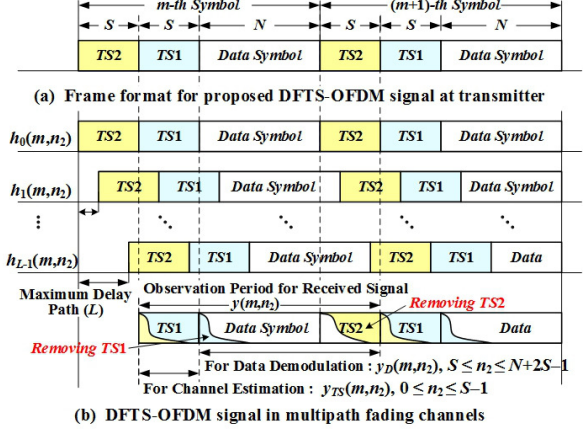 m-th Symbol (m+1)-th Symbol
S S N S S N
TS2 TS1 Data Symbol TS2 TS1 Data Symbol
(a) Frame format for proposed DFTS-OFDM signal at transmitter
h0(m,n2) TS2 TS1 Data Symbol TS2 TS1 Data Symbol
h1(m,n2) TS2 TS1 Data Symbol TS2 TS1 Data Symbol
⋮ ⋱ ⋱ ⋱ ⋱
hL-1(m,n2) TS2 TS1 Data Symbol TS2 TS1 Data
Maximum Delay Path (L)
Observation Period for Received Signal
y(m,n2)
Removing TS2
TS1 Data Symbol TS2 TS1 Data
Removing TS1
For Data Demodulation : yD(m,n2), S ≤ n2 ≤ N+2S–1
For Channel Estimation : yTS(m,n2), 0 ≤ n2 ≤ S–1
(b) DFTS-OFDM signal in multipath fading channels